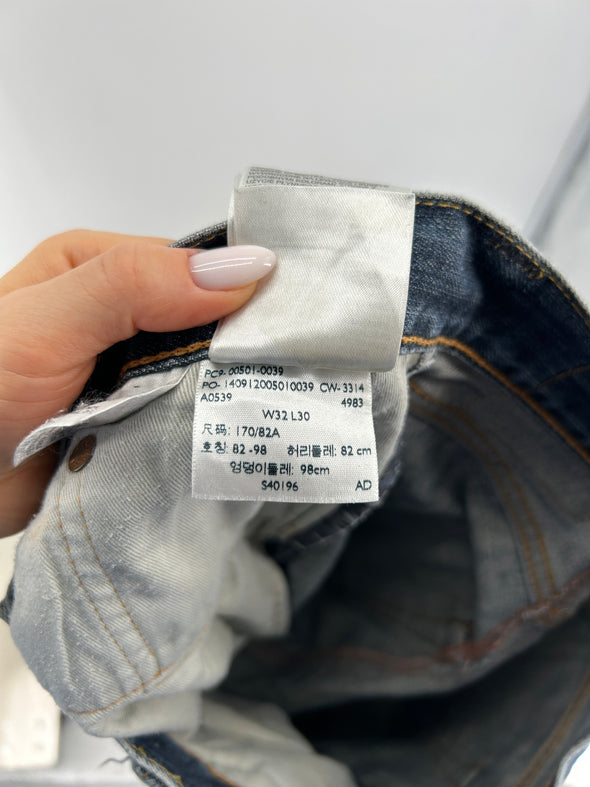 PC9- 00501-0039
PO- 140912005010039 CW- 3314
A0539 4983
W32 L30
尺码: 170/82A
호칭: 82 -98 허리둘레: 82 cm
엉덩이둘레: 98cm
S40196 AD